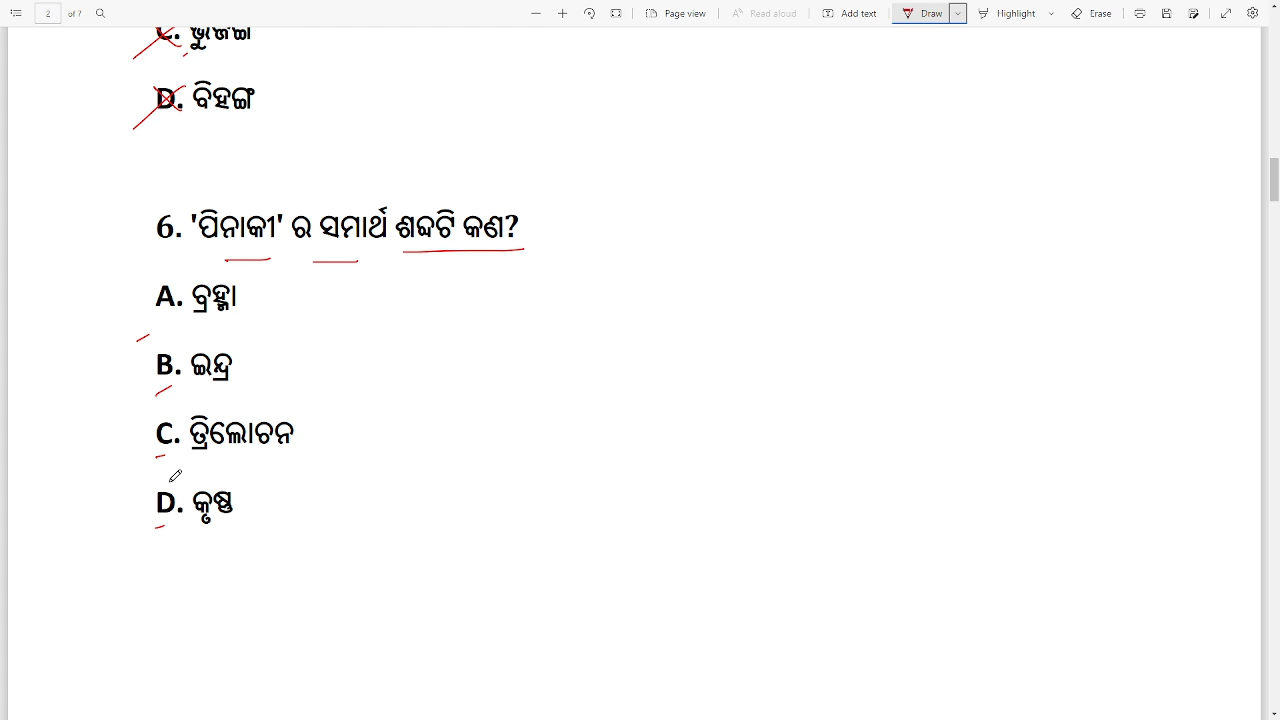 2 of 7 Page view Read aloud Add text Draw Highlight Erase
D. ବିହଙ୍ଗ
6. 'ପିନାକୀ' ର ସମାର୍ଥ ଶବ୍ଦଟି କଣ?
A. ବ୍ରହ୍ମା
B. ଇନ୍ଦ୍ର
C. ତ୍ରିଲୋଚନ
D. କୃଷ୍ଣ